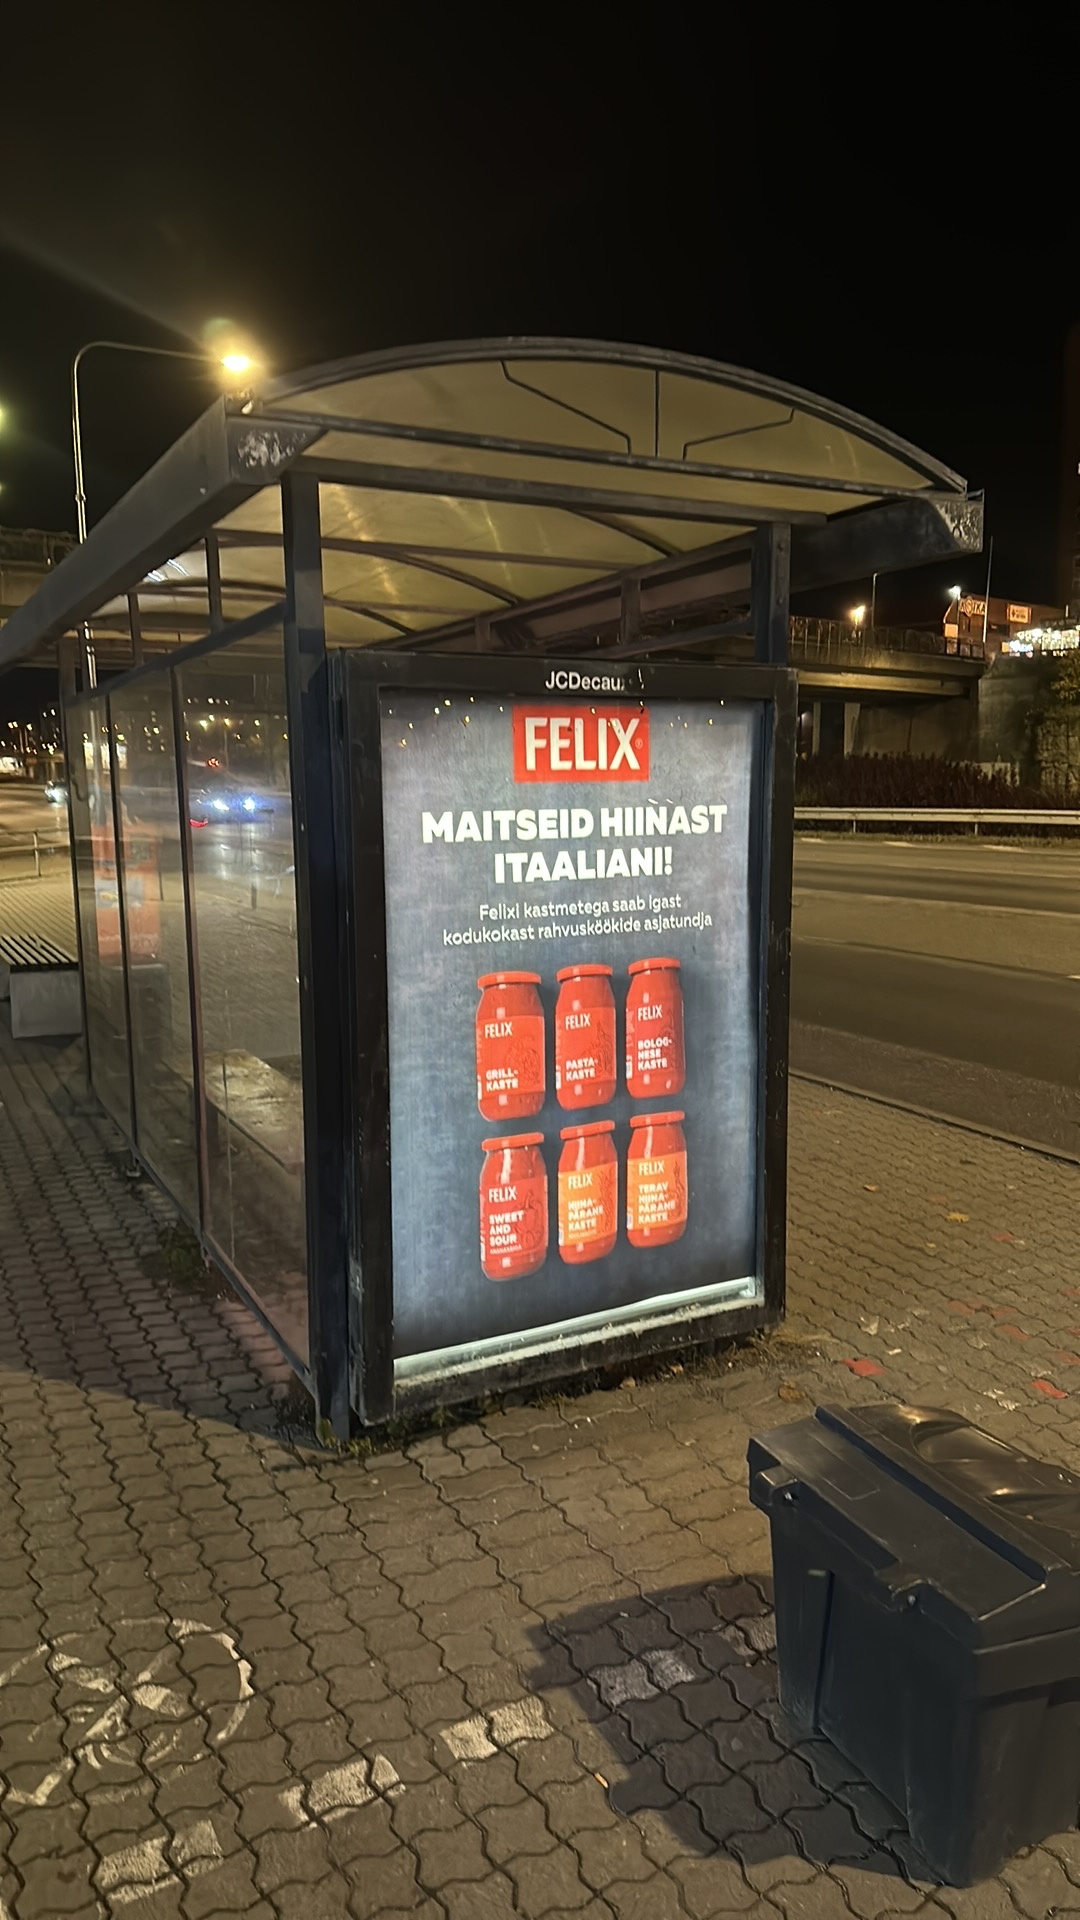 JCDecaux
FELIX
MAITSEID HIINAST
ITAALIANI!
Felixi kastmetega saab igast
kodukokast rahvusköökide asjatundja
FELIX
GRILL-
KASTE
FELIX
PASTA-
KASTE
FELIX
BOLOG-
NESE
KASTE
FELIX
SWEET
AND
SOUR
FELIX
HIINA-
PÄRANE
KASTE
FELIX
TERAV
HIINA-
PÄRANE
KASTE